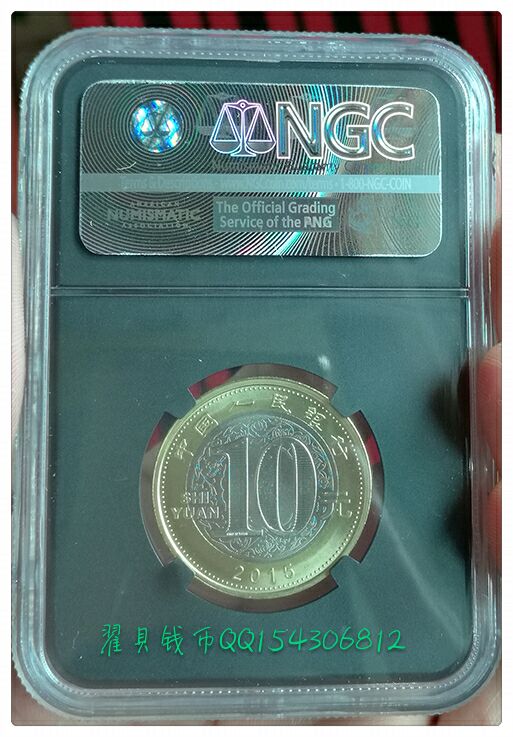 NGC
1-800-NGC-COIN
AMERICAN
NUMISMATIC
ASSOCIATION
The Official Grading
Service of the PNG
中国人民银行
SHI
YUAN
10
元
2015
翟贝钱币QQ154306812